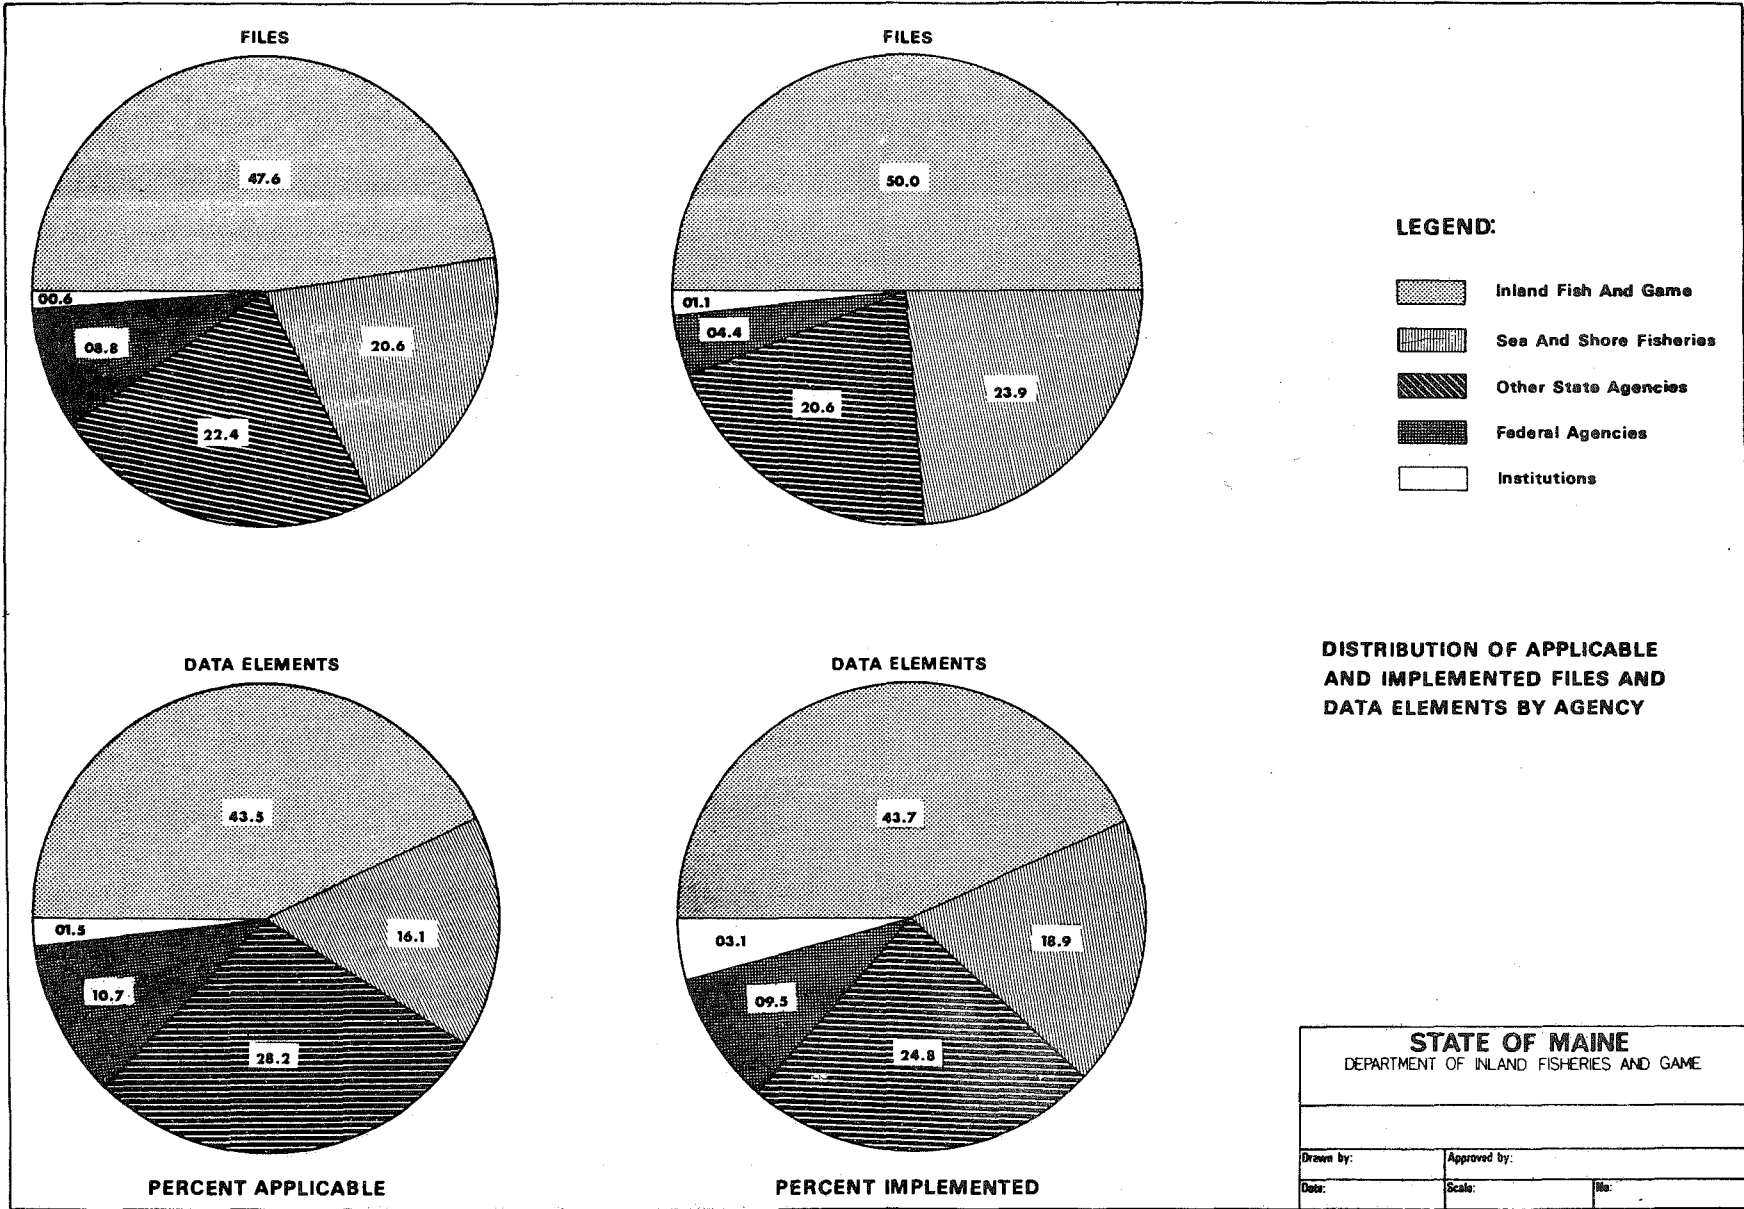 FILES
47.6
00.6
08.8
20.6
22.4
FILES
50.0
01.1
04.4
20.6
23.9
LEGEND:
Inland Fish And Game
Sea And Shore Fisheries
Other State Agencies
Federal Agencies
Institutions
DATA ELEMENTS
43.5
01.5
16.1
10.7
28.2
PERCENT APPLICABLE
DATA ELEMENTS
43.7
03.1
18.9
09.5
24.8
PERCENT IMPLEMENTED
DISTRIBUTION OF APPLICABLE
AND IMPLEMENTED FILES AND
DATA ELEMENTS BY AGENCY
STATE OF MAINE
DEPARTMENT OF INLAND FISHERIES AND GAME
Drawn by:
Approved by:
Date:
Scale:
No: